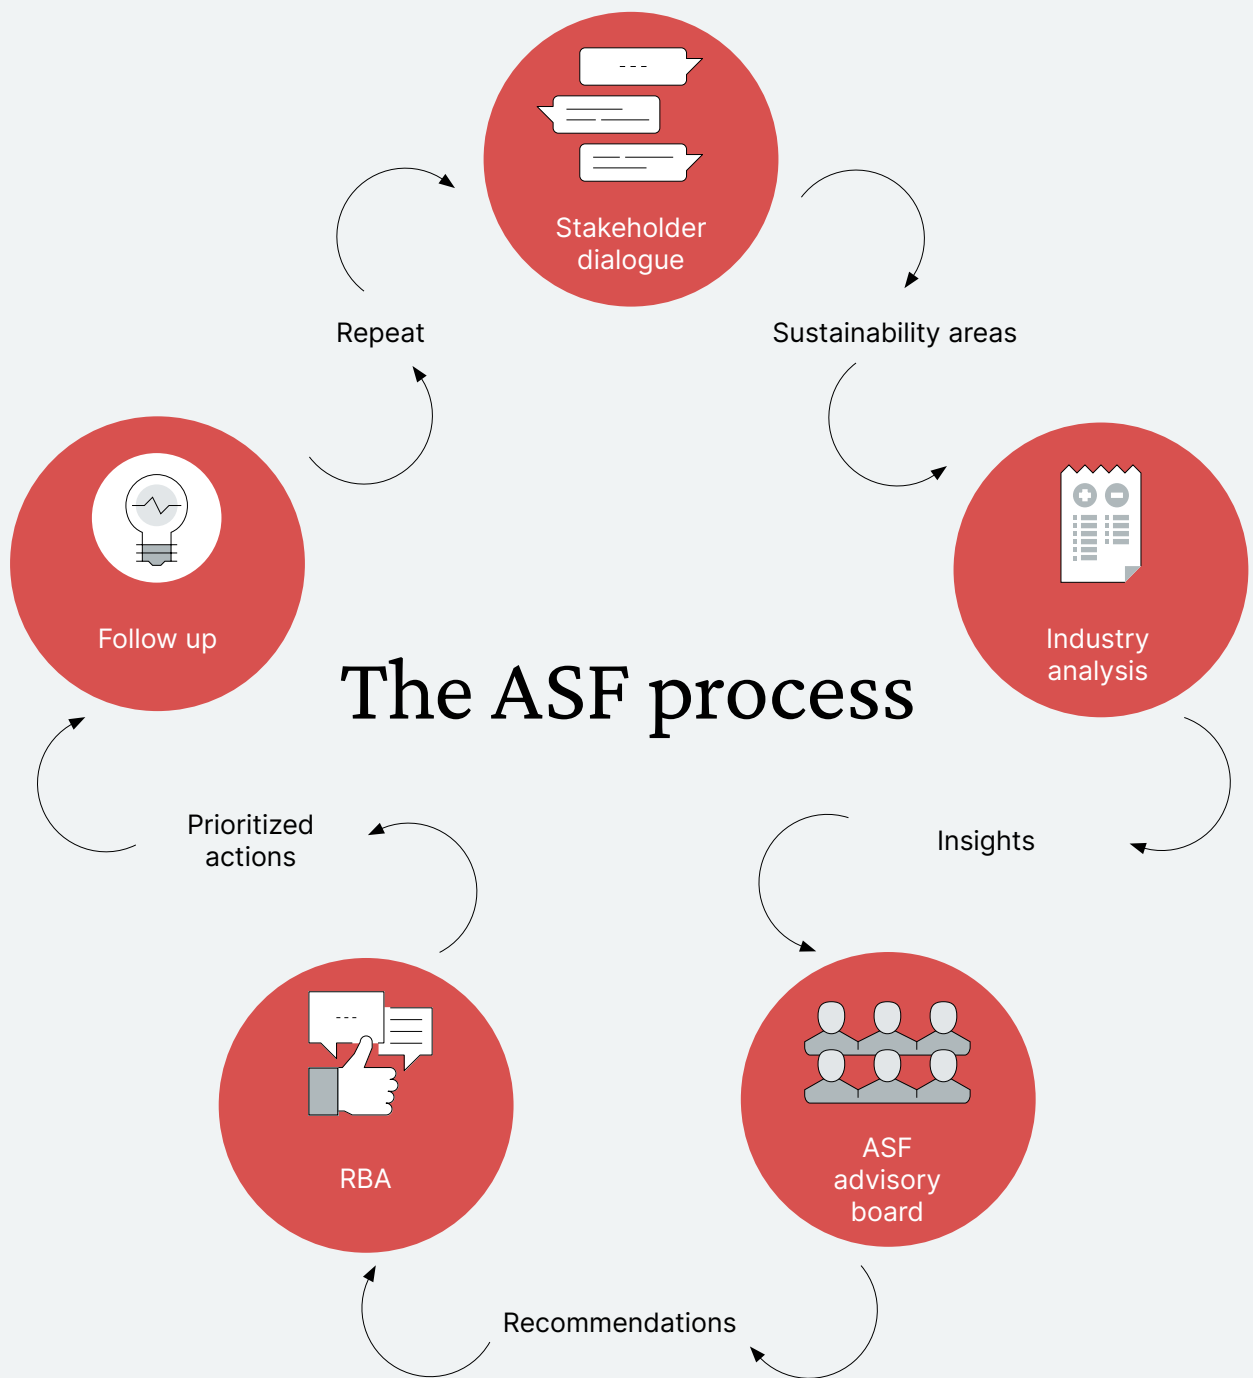 Stakeholder
dialogue
Repeat
Sustainability areas
Follow up
Industry
analysis
The ASF process
Prioritized
actions
Insights
RBA
ASF
advisory
board
Recommendations